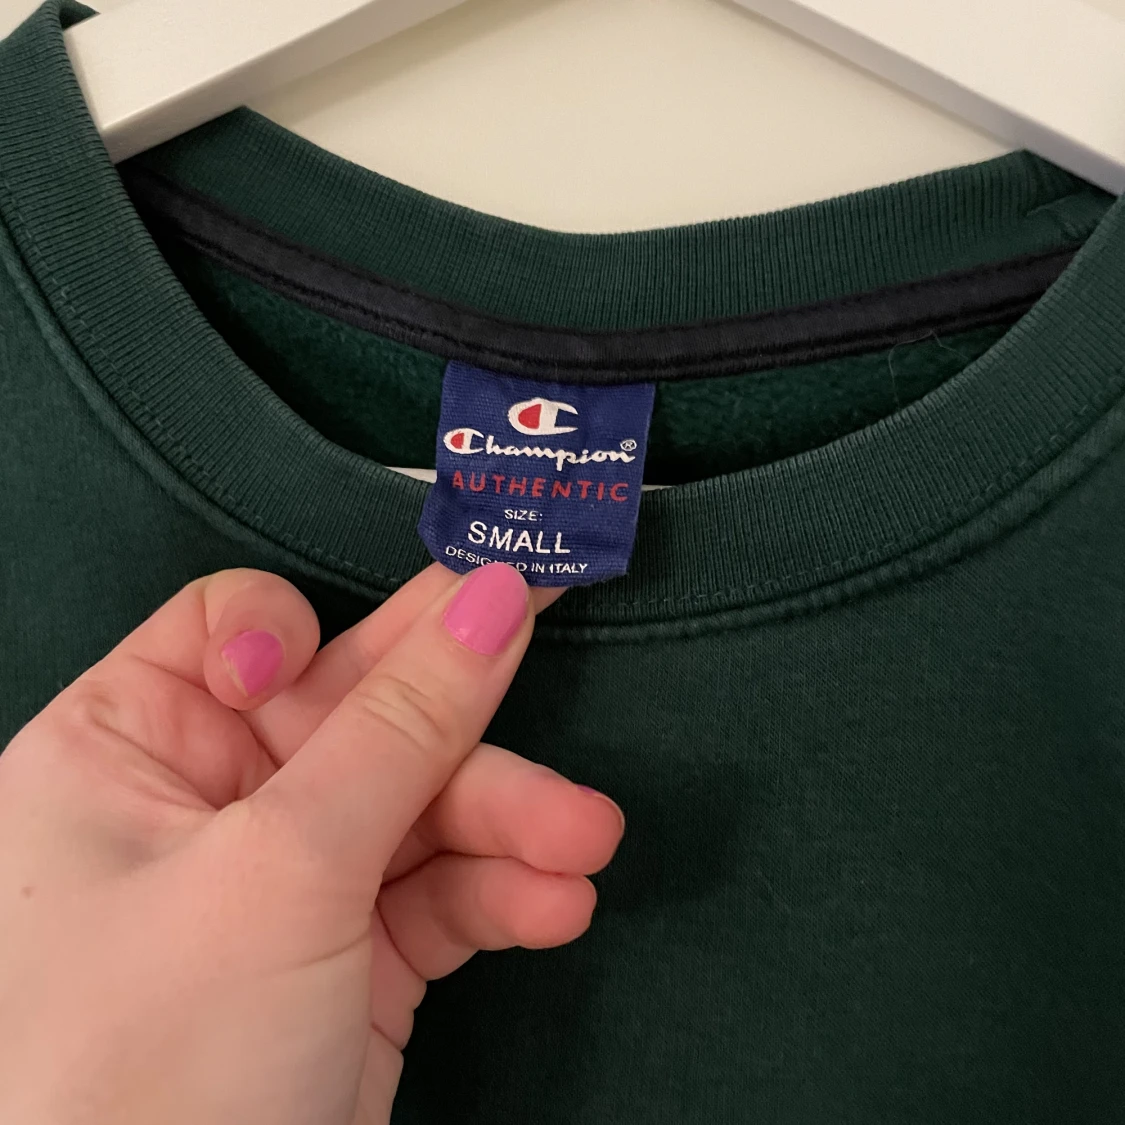 Champion®
AUTHENTIC
SIZE:
SMALL
DESIGNED IN ITALY